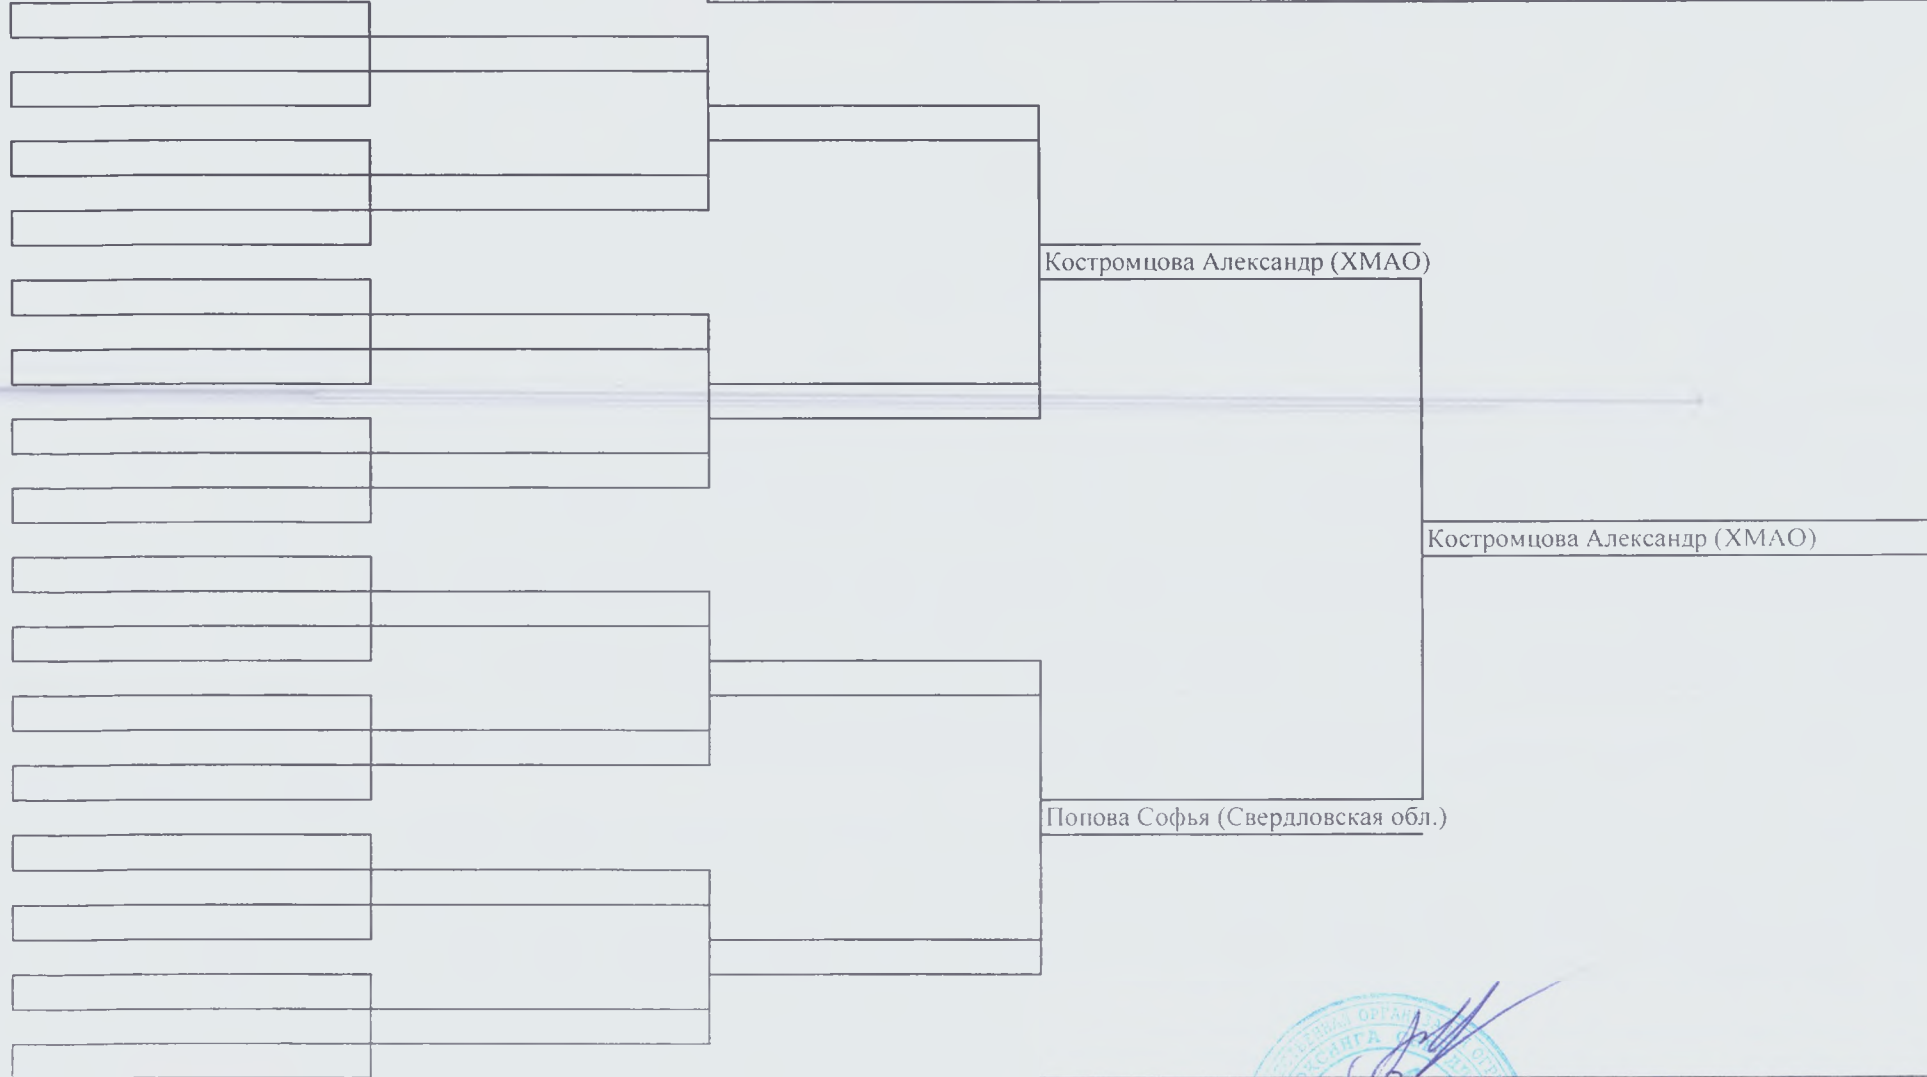 Костромцова Александр (ХМАО)
Костромцова Александр (ХМАО)
Попова Софья (Свердловская обл.)